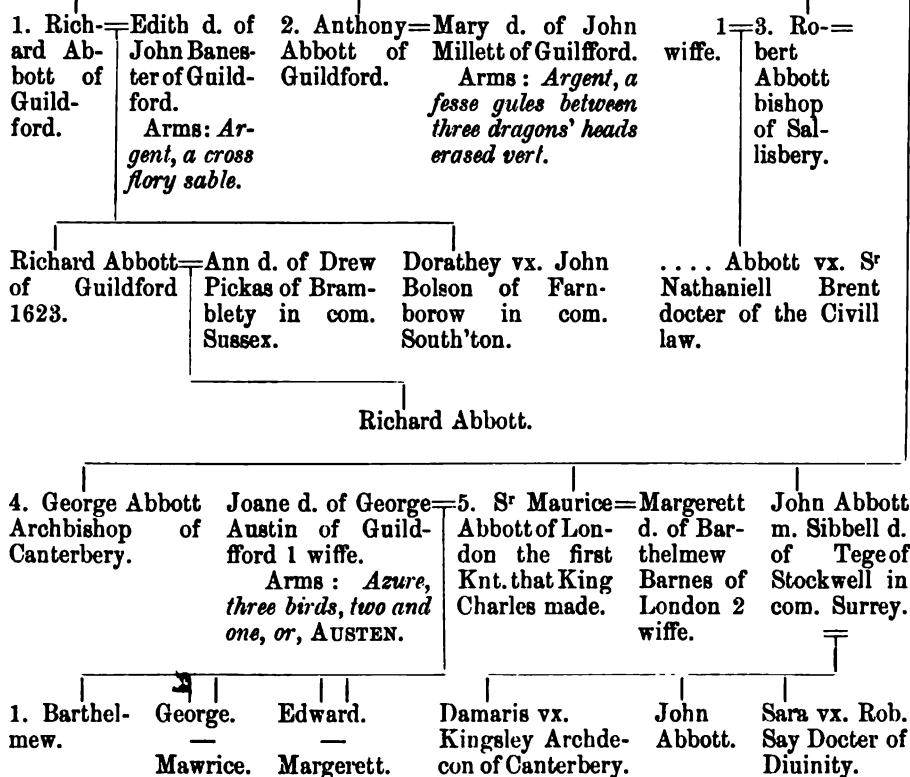 1. Rich-
ard Ab-
bott of
Guild-
ford.
Edith d. of
John Banes-
ter of Guild-
ford.
Arms: Ar-
gent, a cross
flory sable.
2. Anthony
Abbott of
Guildford.
Mary d. of John
Millett of Guilfford.
Arms: Argent, a
fesse gules between
three dragons' heads
erased vert.
1
wiffe.
3. Ro-
bert
Abbott
bishop
of Sal-
lisbery.
Richard Abbott
of Guildford
1623.
Ann d. of Drew
Pickas of Bram-
blety in com.
Sussex.
Dorathey vx. John
Bolson of Farn-
borow in com.
South'ton.
.... Abbott vx. Sr
Nathaniell Brent
docter of the Civill
law.
Richard Abbott.
4. George Abbott
Archbishop of
Canterbery.
Joane d. of George
Austin of Guild-
fford 1 wiffe.
Arms: Azure,
three birds, two and
one, or, AUSTEN.
5. Sr Maurice
Abbott of Lon-
don the first
Knt. that King
Charles made.
Margerett
d. of Bar-
thelmew
Barnes of
London 2
wiffe.
John Abbott
m. Sibbell d.
of Tege of
Stockwell in
com. Surrey.
1. Barthel-
mew.
George.
—
Mawrice.
Edward.
—
Margerett.
Damaris vx.
Kingsley Archde-
con of Canterbery.
John
Abbott.
Sara vx. Rob.
Say Docter of
Diuinity.